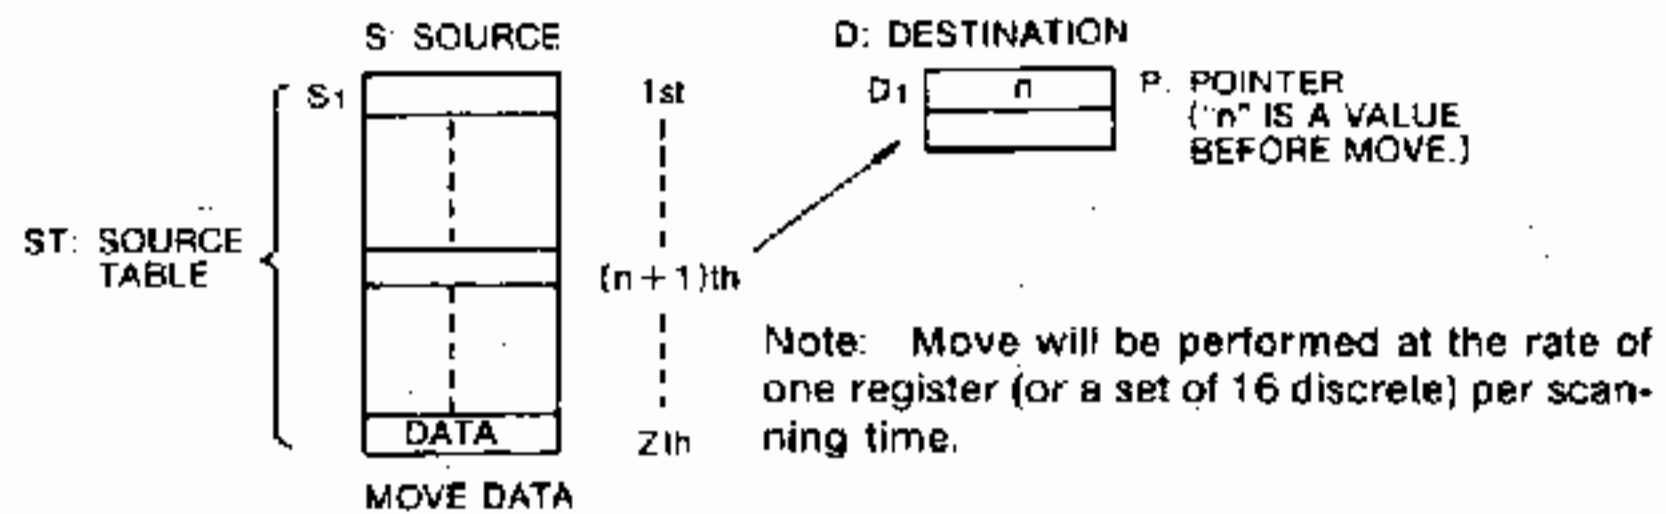 S: SOURCE
D: DESTINATION
S1
1st
D1
n
P. POINTER
("n" IS A VALUE
BEFORE MOVE.)
ST: SOURCE
TABLE
(n + 1)th
Note: Move will be performed at the rate of
one register (or a set of 16 discrete) per scan-
ning time.
DATA
Zth
MOVE DATA